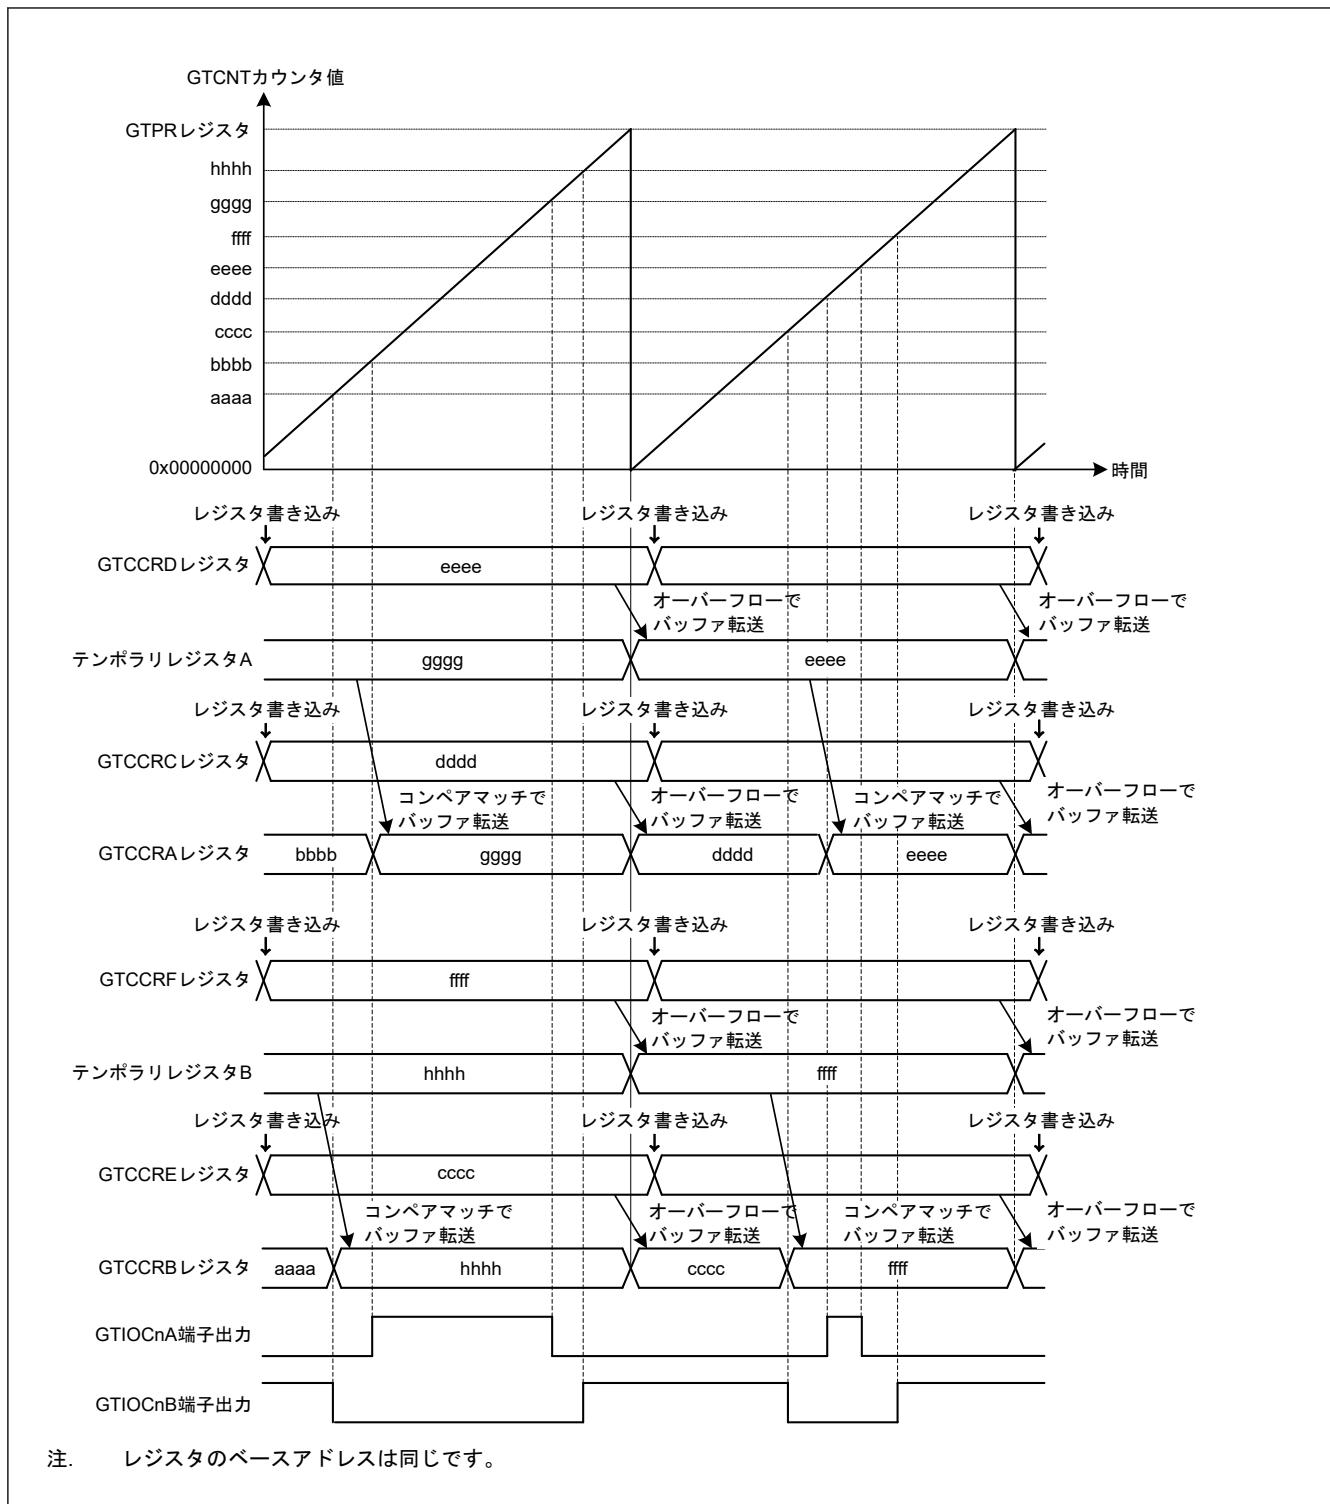 GTCNTカウンタ値
GTPRレジスタ
hhhh
gggg
ffff
eeee
dddd
cccc
bbbb
aaaa
0x00000000
時間
レジスタ書き込み レジスタ書き込み レジスタ書き込み
GTCCRDレジスタ eeee
オーバーフローで オーバーフローで
バッファ転送 バッファ転送
テンポラリレジスタA gggg eeee
レジスタ書き込み レジスタ書き込み レジスタ書き込み
GTCCRCレジスタ dddd
コンペアマッチで オーバーフローで コンペアマッチで オーバーフローで
バッファ転送 バッファ転送 バッファ転送 バッファ転送
GTCCRAレジスタ bbbb gggg dddd eeee
レジスタ書き込み レジスタ書き込み レジスタ書き込み
GTCCRFレジスタ ffff
オーバーフローで オーバーフローで
バッファ転送 バッファ転送
テンポラリレジスタB hhhh ffff
レジスタ書き込み レジスタ書き込み レジスタ書き込み
GTCCREレジスタ cccc
コンペアマッチで オーバーフローで コンペアマッチで オーバーフローで
バッファ転送 バッファ転送 バッファ転送 バッファ転送
GTCCRBレジスタ aaaa hhhh cccc ffff
GTIOCnA端子出力
GTIOCnB端子出力
注. レジスタのベースアドレスは同じです。